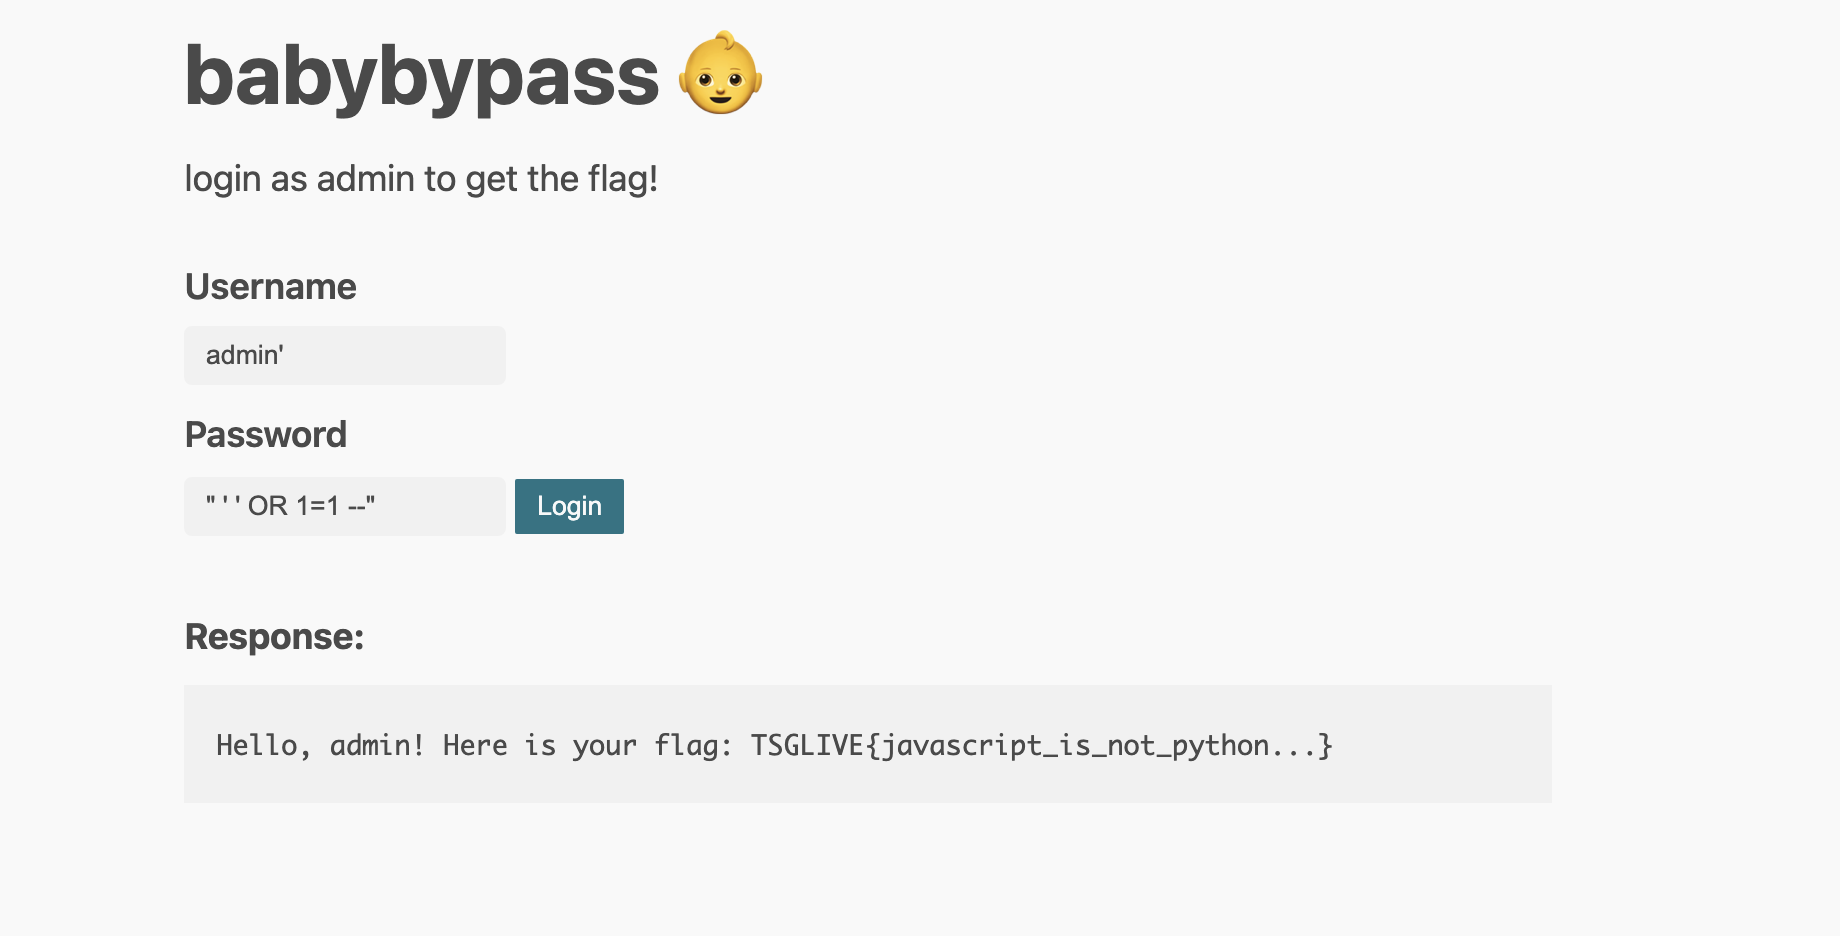 babybypass 👶
login as admin to get the flag!
Username
admin'
Password
" ' ' OR 1=1 --"
Login
Response:
Hello, admin! Here is your flag: TSGLIVE{javascript_is_not_python...}